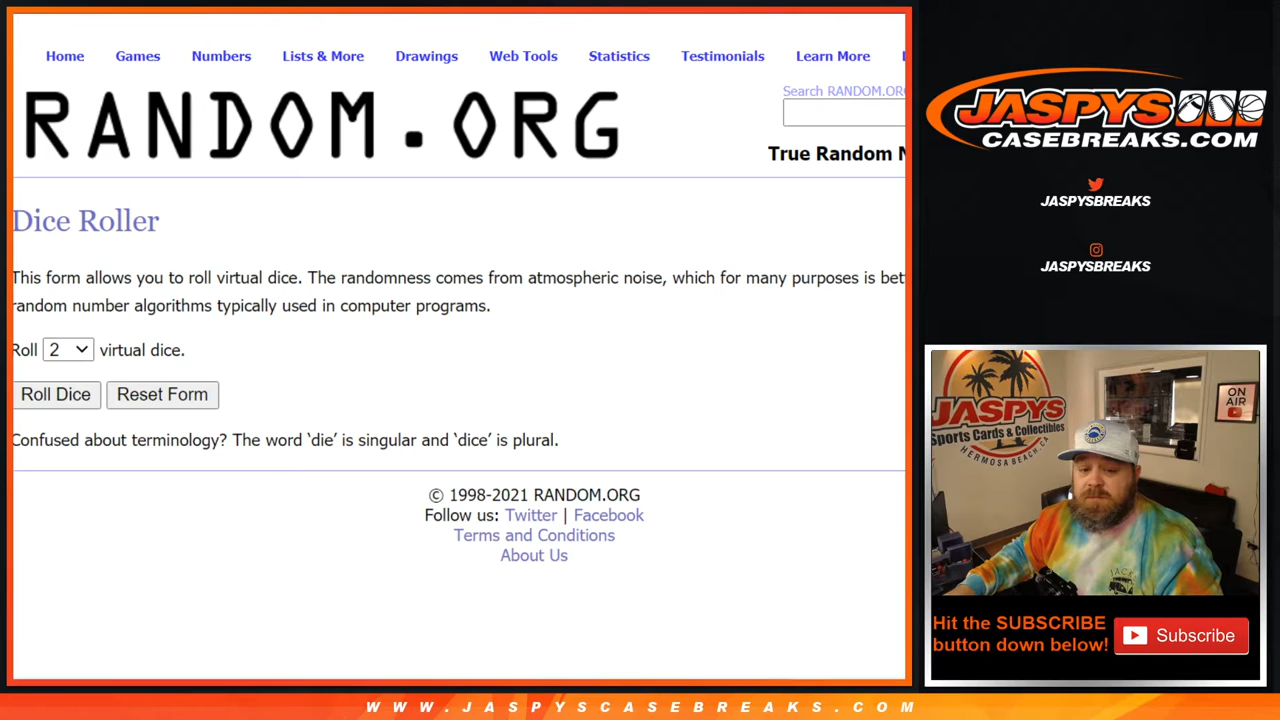 Home Games Numbers Lists & More Drawings Web Tools Statistics Testimonials Learn More
RANDOM.ORG
Search RANDOM.ORG
True Random N
Dice Roller
This form allows you to roll virtual dice. The randomness comes from atmospheric noise, which for many purposes is bet
random number algorithms typically used in computer programs.
Roll 2 virtual dice.
Roll Dice Reset Form
Confused about terminology? The word ‘die’ is singular and ‘dice’ is plural.
© 1998-2021 RANDOM.ORG
Follow us: Twitter | Facebook
Terms and Conditions
About Us
JASPYS
CASEBREAKS.COM
JASPYSBREAKS
JASPYSBREAKS
JASPYS
Sports Cards & Collectibles
HERMOSA BEACH, CA
ON
AIR
Hit the SUBSCRIBE
button down below!
Subscribe
WWW.JASPYSCASEBREAKS.COM